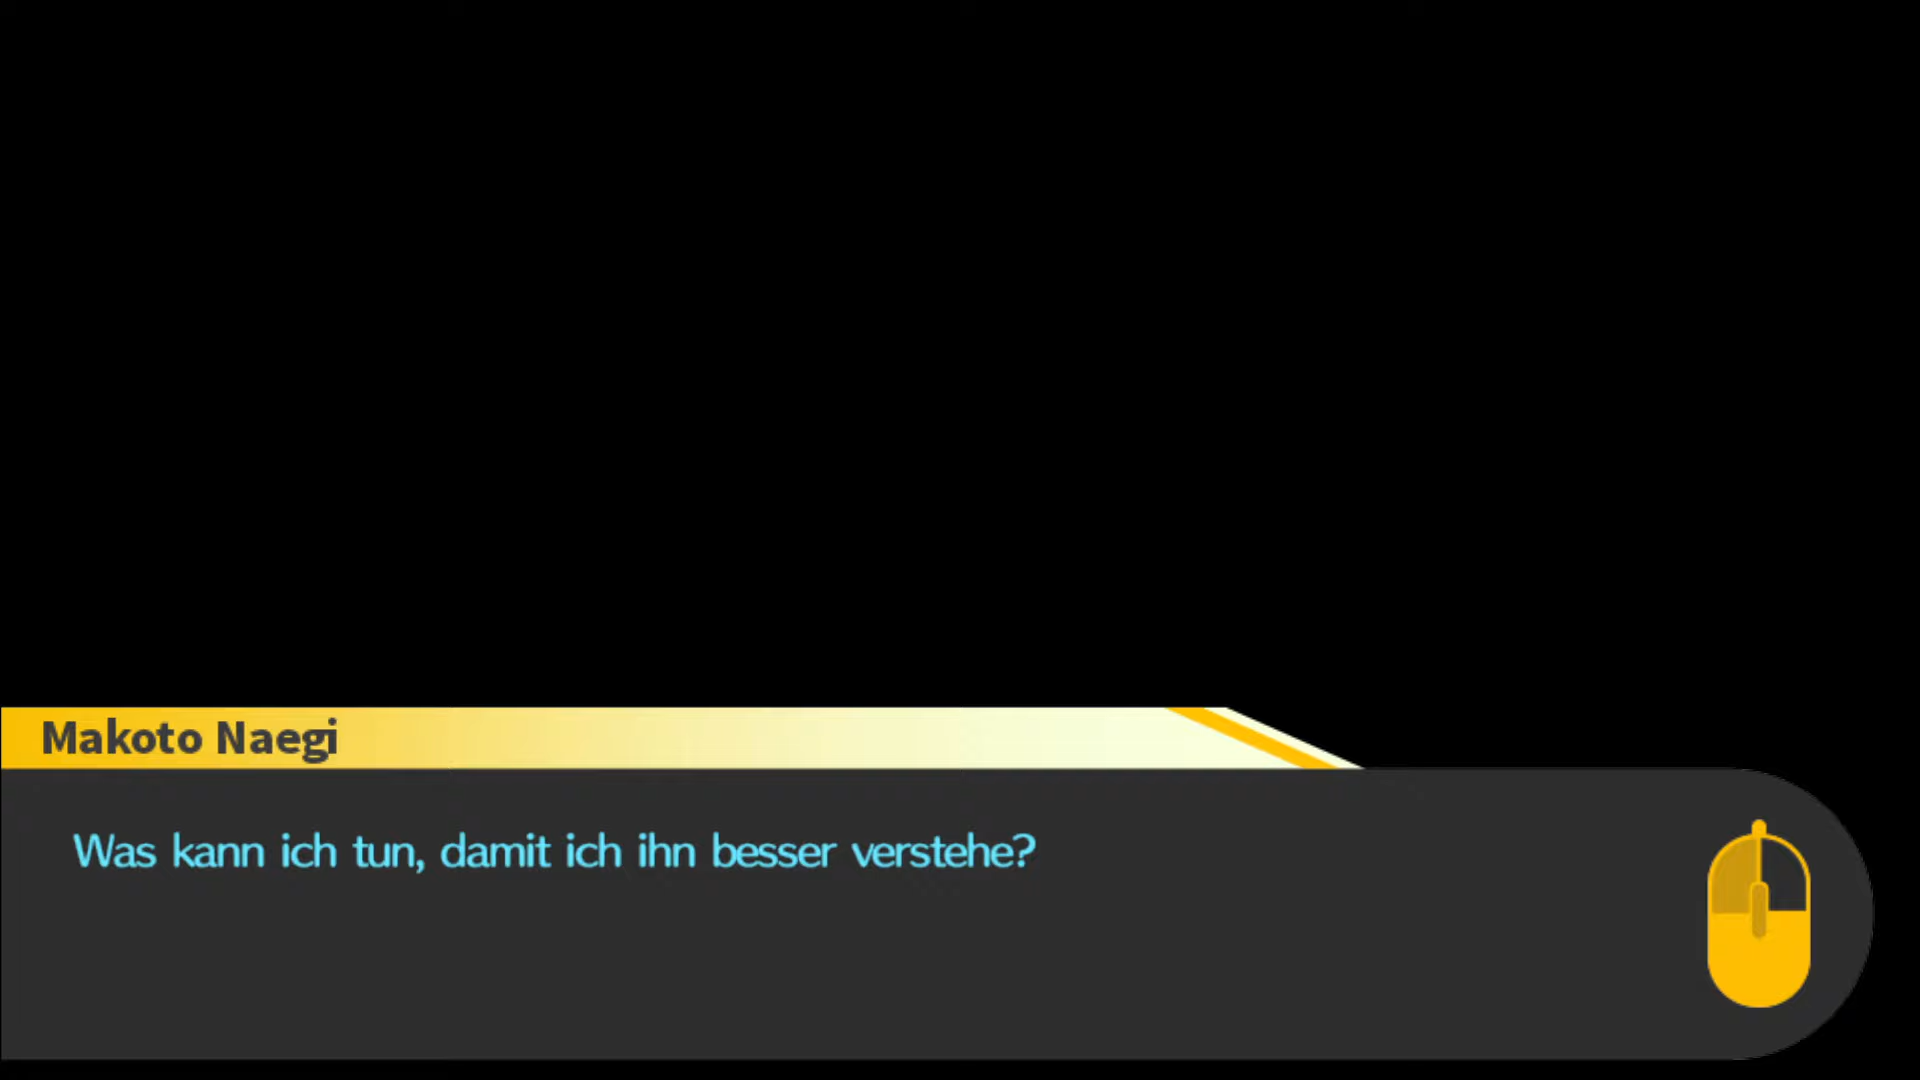 Makoto Naegi
Was kann ich tun, damit ich ihn besser verstehe?